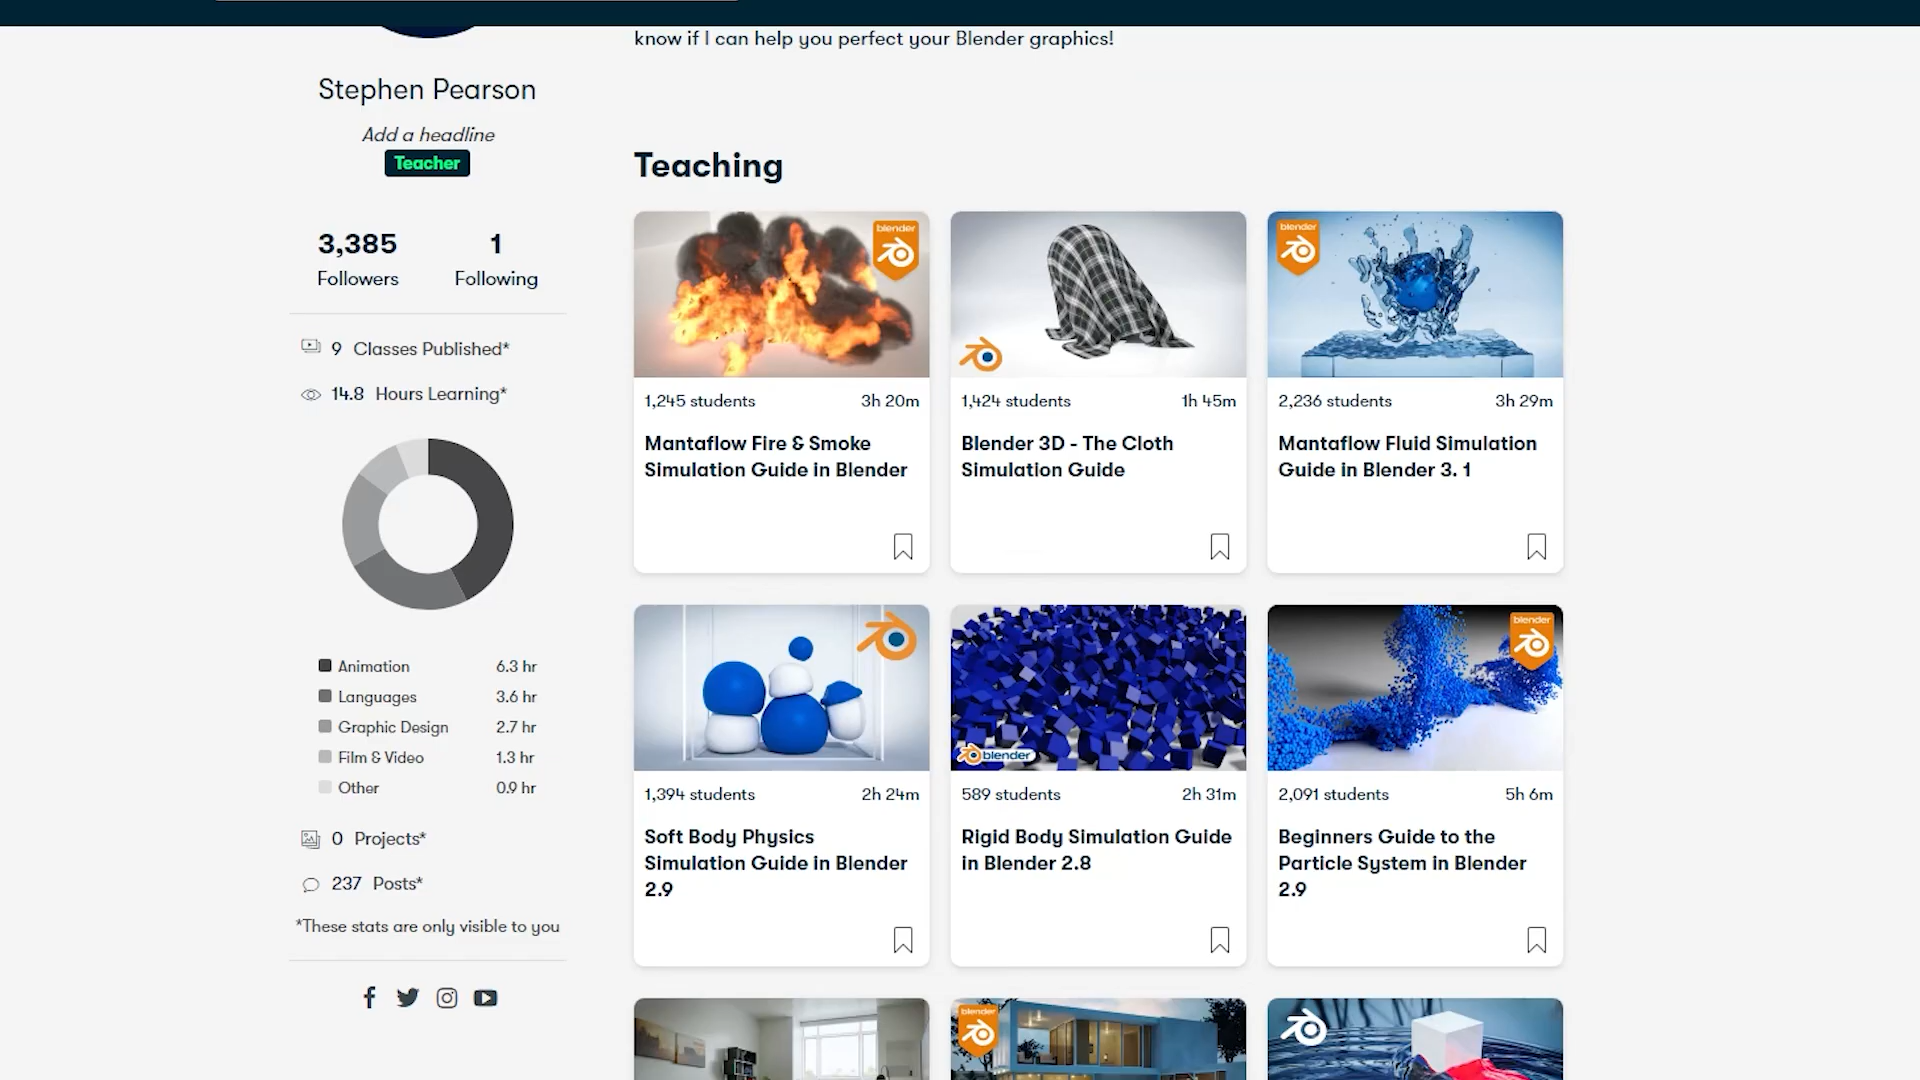 know if I can help you perfect your Blender graphics!
Stephen Pearson
Add a headline
Teacher
3,385
Followers
1
Following
9 Classes Published*
14.8 Hours Learning*
Animation 6.3 hr
Languages 3.6 hr
Graphic Design 2.7 hr
Film & Video 1.3 hr
Other 0.9 hr
0 Projects*
237 Posts*
*These stats are only visible to you
Teaching
blender
1,245 students 3h 20m
Mantaflow Fire & Smoke
Simulation Guide in Blender
1,424 students 1h 45m
Blender 3D - The Cloth
Simulation Guide
blender
2,236 students 3h 29m
Mantaflow Fluid Simulation
Guide in Blender 3. 1
1,394 students 2h 24m
Soft Body Physics
Simulation Guide in Blender
2.9
blender
589 students 2h 31m
Rigid Body Simulation Guide
in Blender 2.8
blender
2,091 students 5h 6m
Beginners Guide to the
Particle System in Blender
2.9
blender